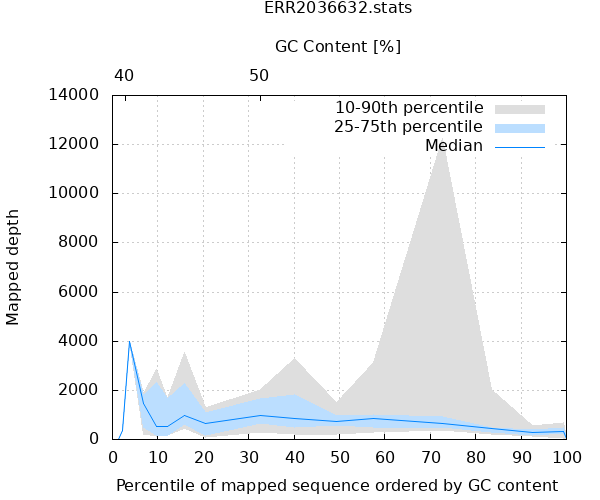 ERR2036632.stats
GC Content [%]
40 50
14000
12000
10000
8000
6000
4000
2000
0
Mapped depth
10-90th percentile
25-75th percentile
Median
0 10 20 30 40 50 60 70 80 90 100
Percentile of mapped sequence ordered by GC content